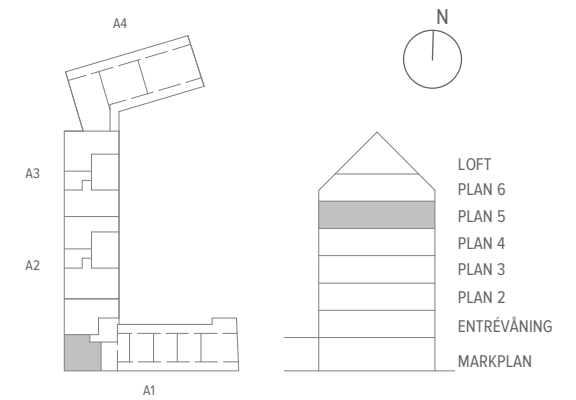 A4
N
A3
A2
A1
LOFT
PLAN 6
PLAN 5
PLAN 4
PLAN 3
PLAN 2
ENTRÉVÅNING
MARKPLAN